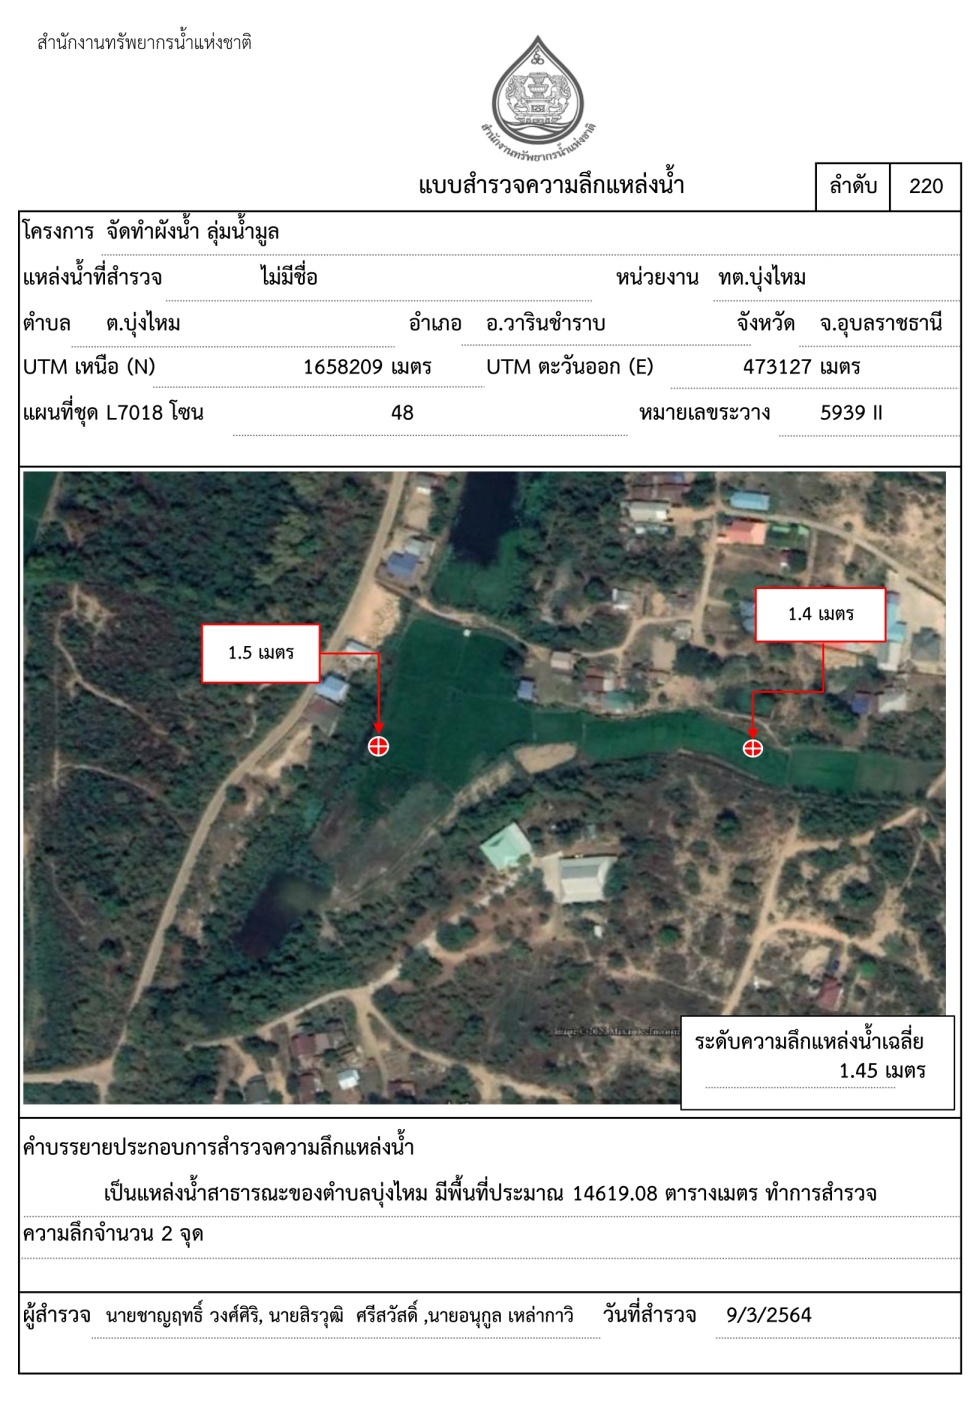 สำนักงานทรัพยากรน้ำแห่งชาติ
สำนักงานทรัพยากรน้ำแห่งชาติ
แบบสำรวจความลึกแหล่งน้ำ ลำดับ 220
โครงการ จัดทำผังน้ำ ลุ่มน้ำมูล
แหล่งน้ำที่สำรวจ ไม่มีชื่อ หน่วยงาน ทต.บุ่งไหม
ตำบล ต.บุ่งไหม อำเภอ อ.วารินชำราบ จังหวัด จ.อุบลราชธานี
UTM เหนือ (N) 1658209 เมตร UTM ตะวันออก (E) 473127 เมตร
แผนที่ชุด L7018 โซน 48 หมายเลขระวาง 5939 II
1.4 เมตร
1.5 เมตร
ระดับความลึกแหล่งน้ำเฉลี่ย
1.45 เมตร
คำบรรยายประกอบการสำรวจความลึกแหล่งน้ำ
เป็นแหล่งน้ำสาธารณะของตำบลบุ่งไหม มีพื้นที่ประมาณ 14619.08 ตารางเมตร ทำการสำรวจ
ความลึกจำนวน 2 จุด
ผู้สำรวจ นายชาญฤทธิ์ วงศ์ศิริ, นายสิรวุฒิ ศรีสวัสดิ์ ,นายอนุกูล เหล่ากาวิ วันที่สำรวจ 9/3/2564